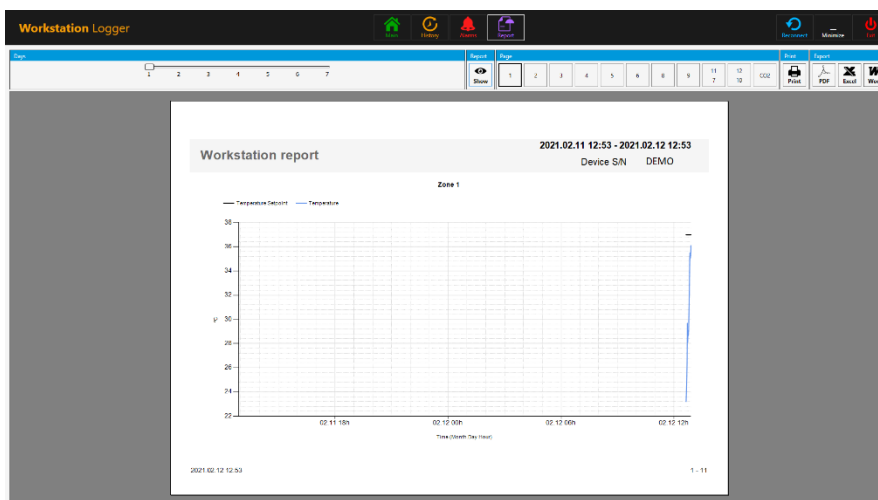 Workstation Logger
Main
History
Alarms
Report
Reconnect
Minimize
Exit
Days
Report
Page
Print
Export
1 2 3 4 5 6 7
Show
1 2 3 4 5 6 8 9 11 7 12 10 CO2
Print
PDF
Excel
Wor
Workstation report
2021.02.11 12:53 - 2021.02.12 12:53
Device S/N DEMO
Zone 1
Temperature Setpoint Temperature
38
36
34
32
°C 30
28
26
24
22
02.11 18h 02.12 00h 02.12 06h 02.12 12h
Time (Month Day Hour)
2021.02.12 12:53
1 - 11